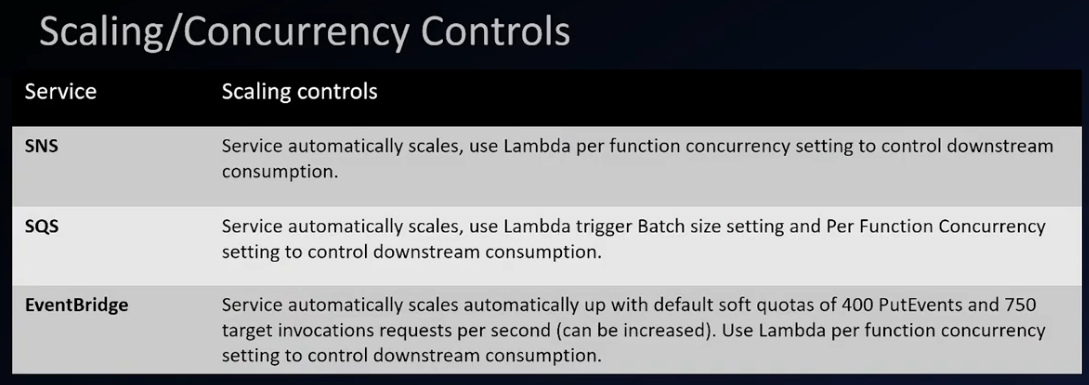 Scaling/Concurrency Controls
Service Scaling controls
SNS Service automatically scales, use Lambda per function concurrency setting to control downstream
consumption.
SQS Service automatically scales, use Lambda trigger Batch size setting and Per Function Concurrency
setting to control downstream consumption.
EventBridge Service automatically scales automatically up with default soft quotas of 400 PutEvents and 750
target invocations requests per second (can be increased). Use Lambda per function concurrency
setting to control downstream consumption.